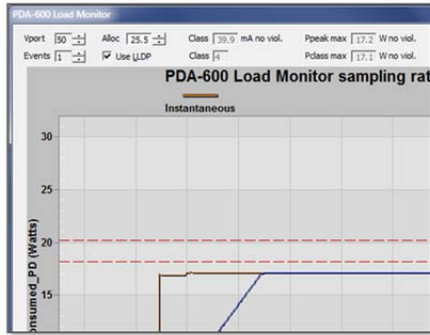 PDA-600 Load Monitor
Vport 50 Alloc 25.5 Class 39.9 mA no viol. Ppeak max 17.2 W no viol.
Events 1 Use LLDP Class 4 Pclass max 17.1 W no viol.
PDA-600 Load Monitor sampling rat
Instantaneous
30
25
20
15
onsumed_PD (Watts)